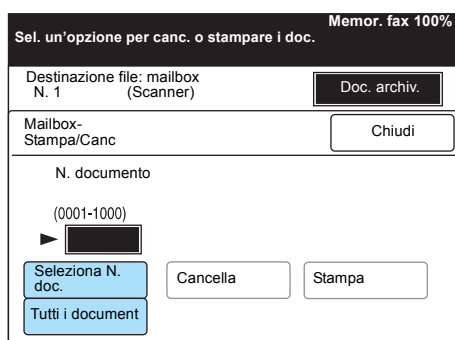 Memor. fax 100%
Sel. un'opzione per canc. o stampare i doc.
Destinazione file: mailbox
N. 1 (Scanner)
Doc. archiv.
Mailbox-
Stampa/Canc
Chiudi
N. documento
(0001-1000)
Seleziona N.
doc.
Cancella
Stampa
Tutti i document